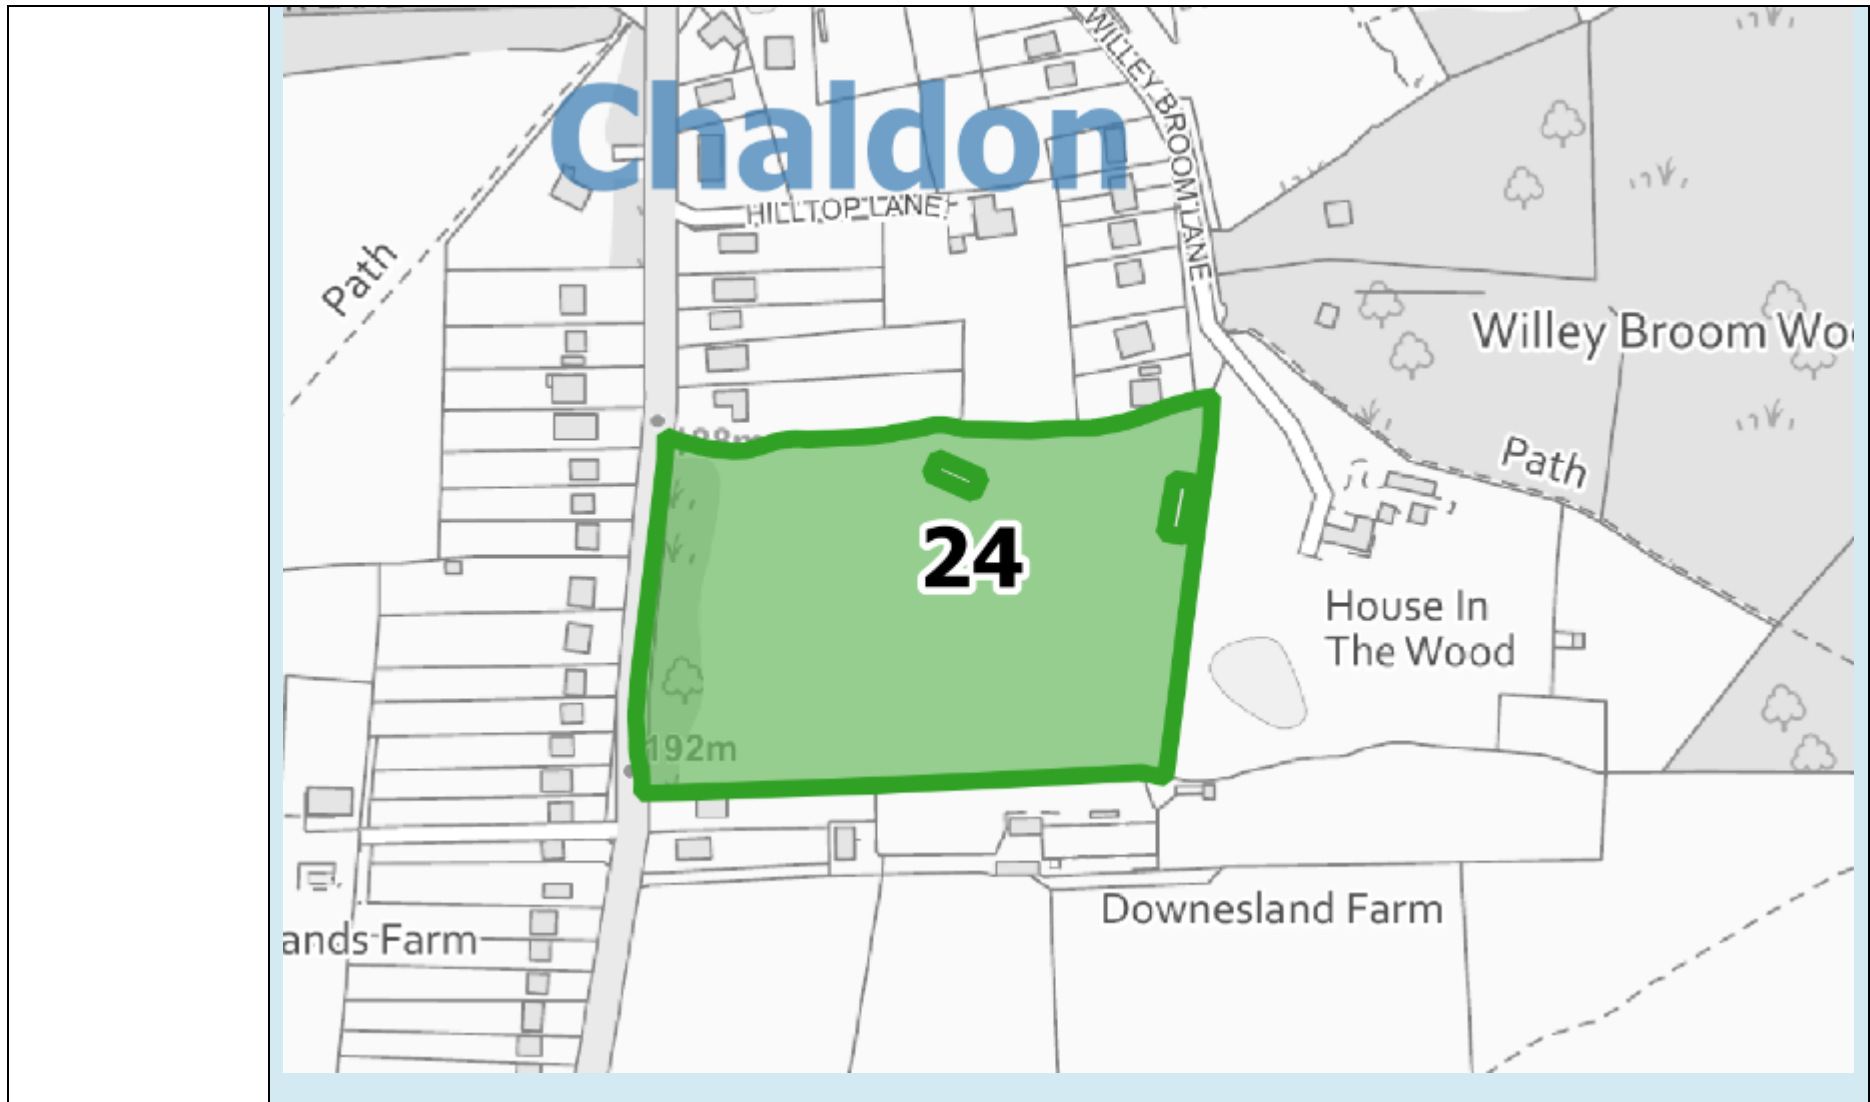 WILLEY BROOM LANE
Chaldon
HILLTOP LANE
Path
Willey Broom Wo
Path
24
House In
The Wood
192m
Downesland Farm
ands Farm